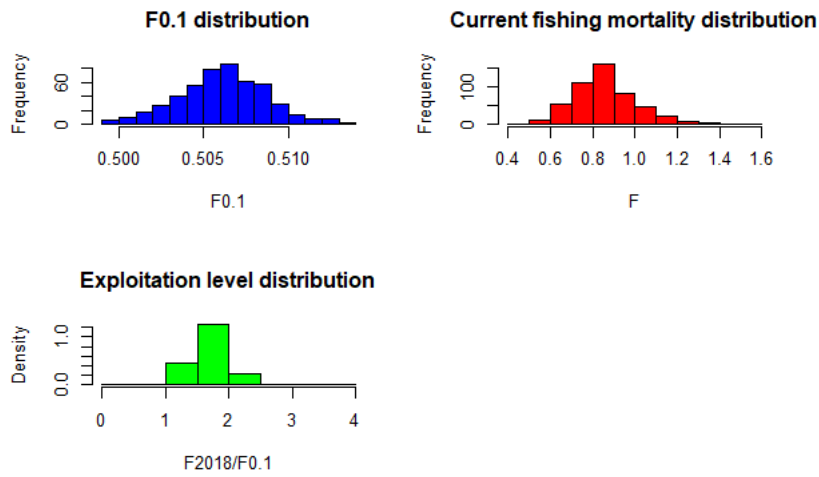 F0.1 distribution
Frequency
0 60
0.500 0.505 0.510
F0.1
Current fishing mortality distribution
Frequency
0 100
0.4 0.6 0.8 1.0 1.2 1.4 1.6
F
Exploitation level distribution
Density
0.0 1.0
0 1 2 3 4
F2018/F0.1